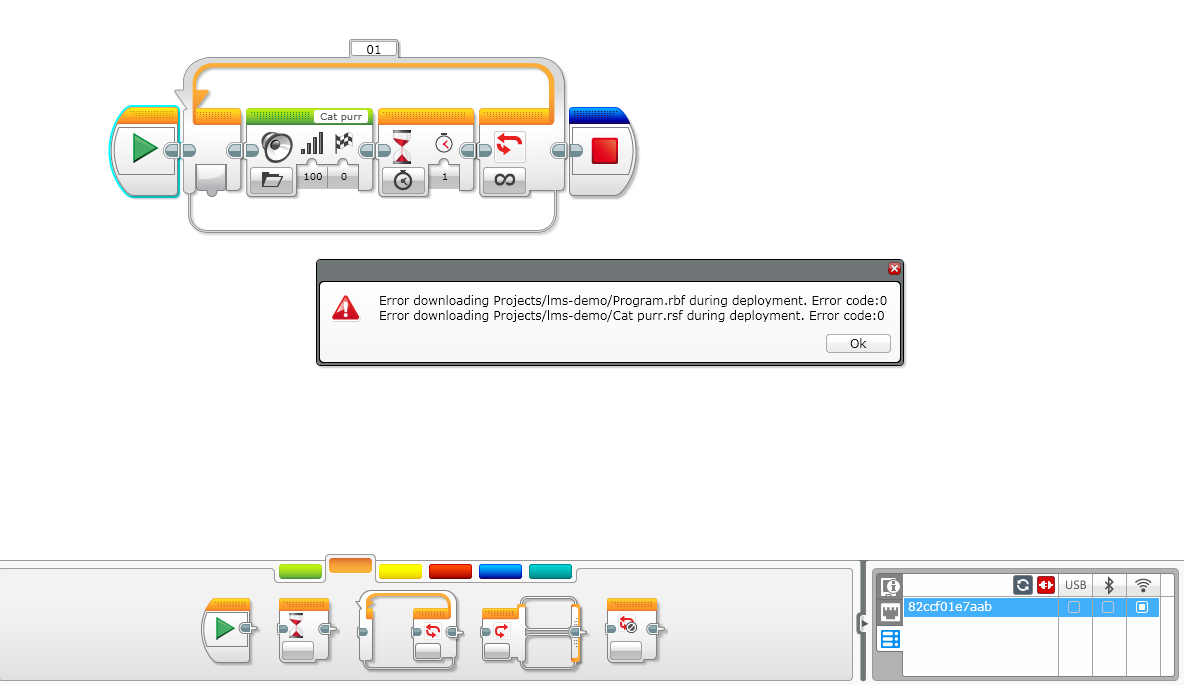 01
Cat purr
100
0
1
Error downloading Projects/lms-demo/Program.rbf during deployment. Error code:0
Error downloading Projects/lms-demo/Cat purr.rsf during deployment. Error code:0
Ok
USB
82ccf01e7aab